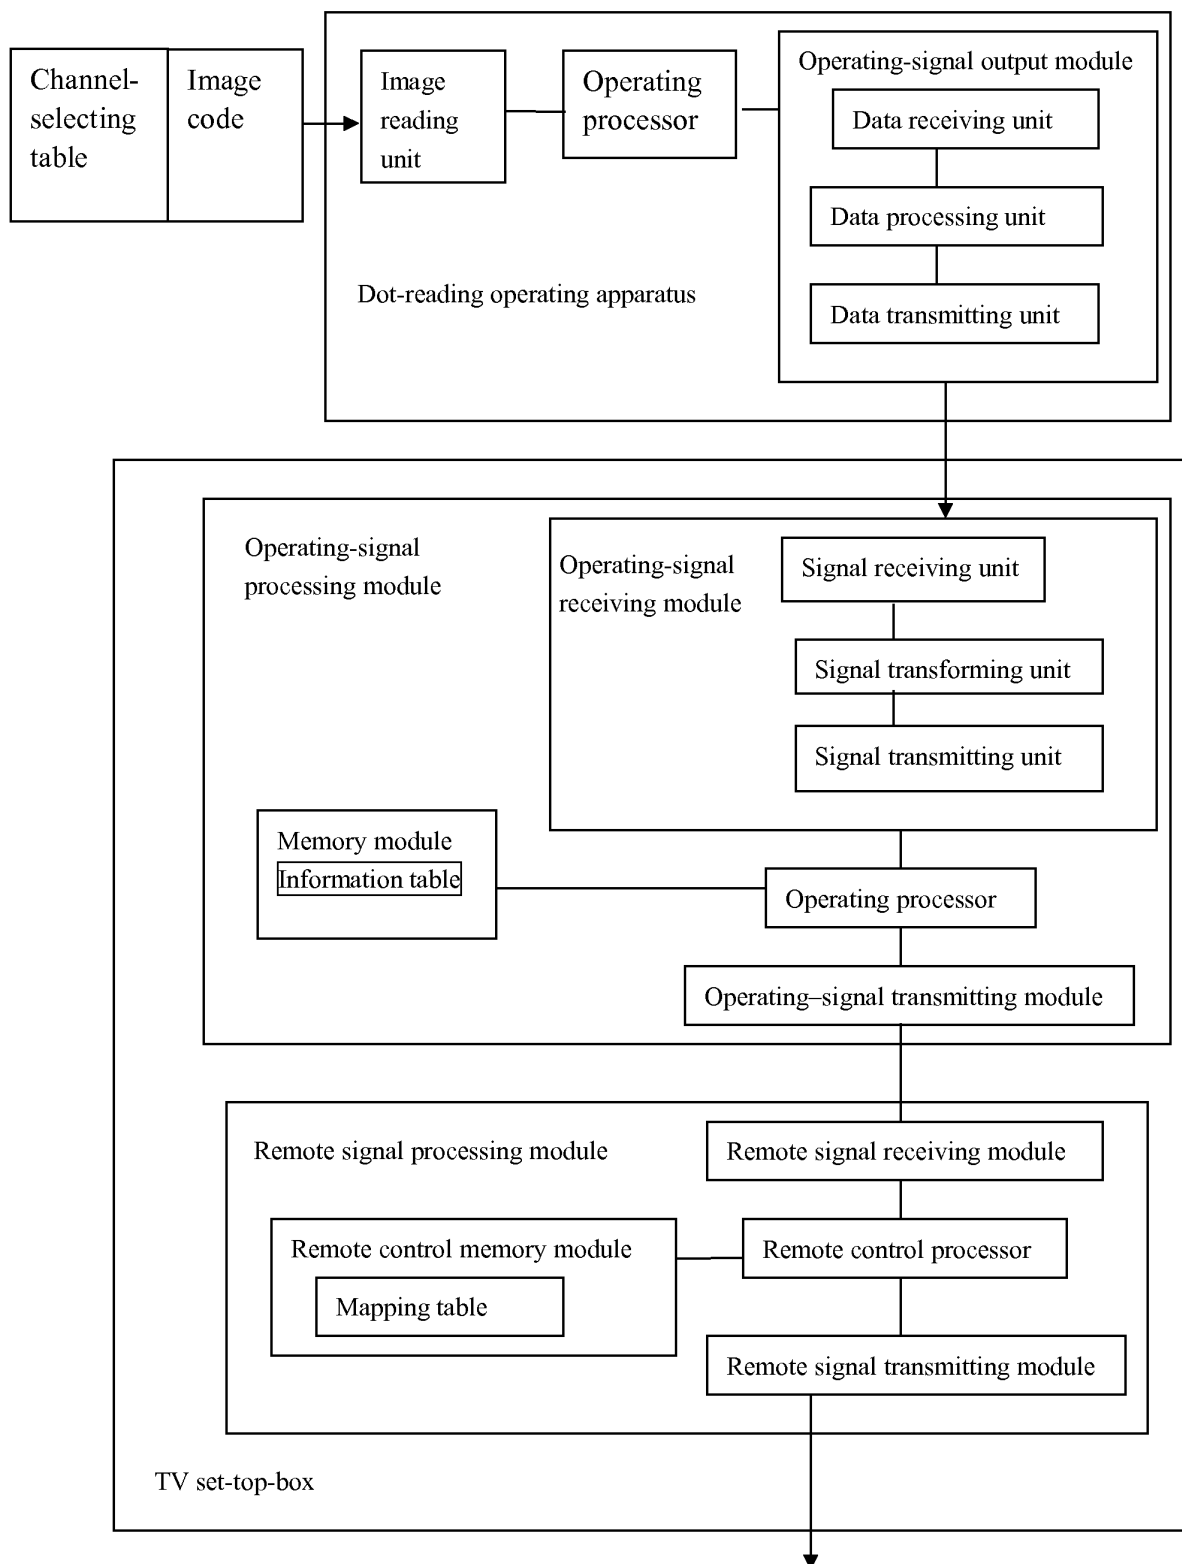 Channel-
selecting
table
Image
code
Image
reading
unit
Operating
processor
Operating-signal output module
Data receiving unit
Data processing unit
Data transmitting unit
Dot-reading operating apparatus
Operating-signal
processing module
Operating-signal
receiving module
Signal receiving unit
Signal transforming unit
Signal transmitting unit
Memory module
Information table
Operating processor
Operating–signal transmitting module
Remote signal processing module
Remote signal receiving module
Remote control memory module
Mapping table
Remote control processor
Remote signal transmitting module
TV set-top-box